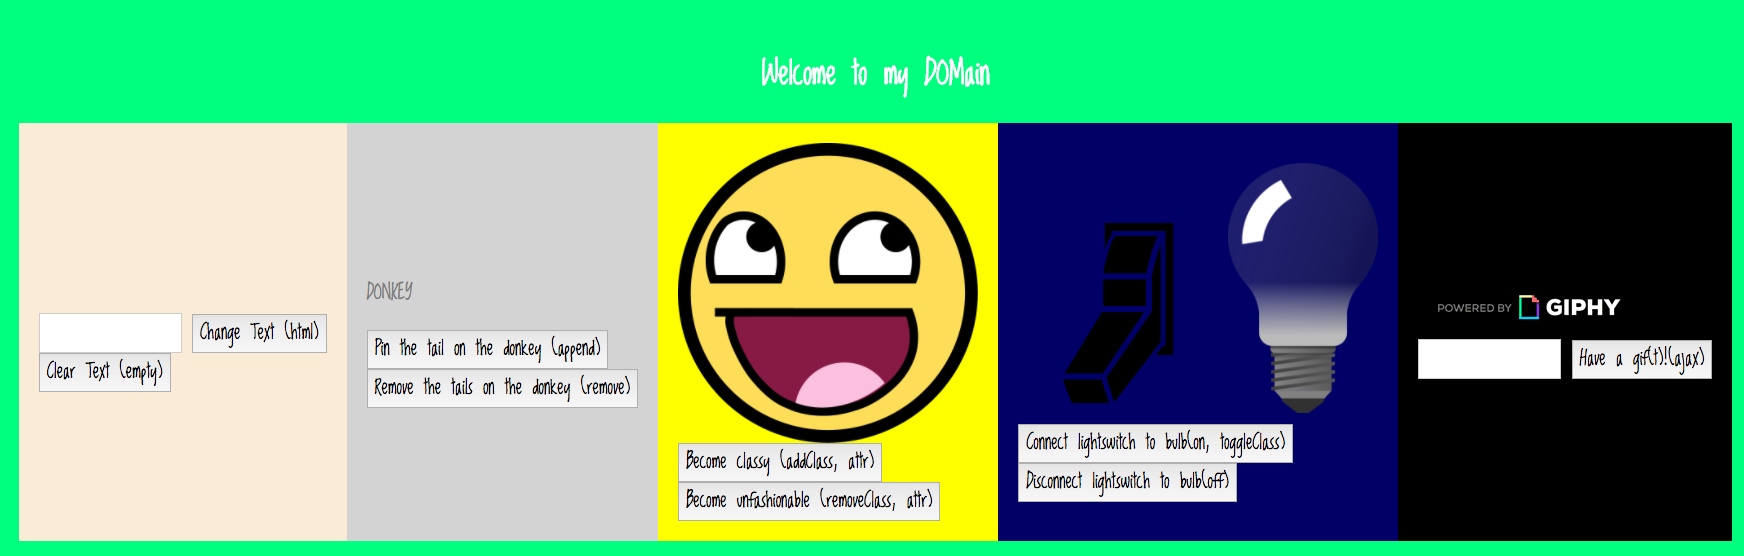 Welcome to my DOMain
Change Text (html)
Clear Text (empty)
DONKEY
Pin the tail on the donkey (append)
Remove the tails on the donkey (remove)
Become classy (addClass, attr)
Become unfashionable (removeClass, attr)
Connect lightswitch to bulb(on, toggleClass)
Disconnect lightswitch to bulb(off)
POWERED BY GIPHY
Have a gif(t)!(ajax)